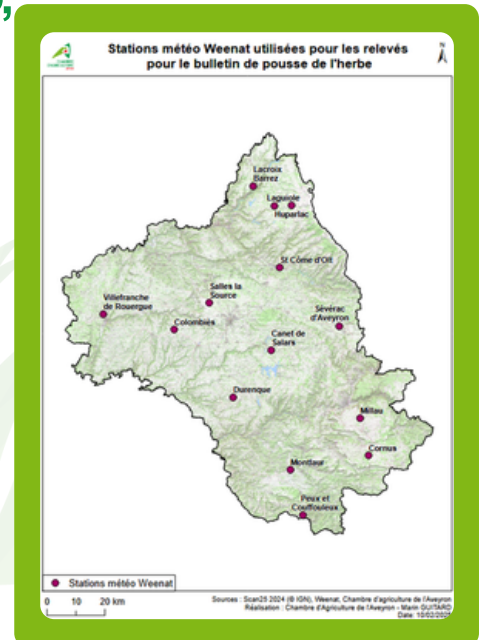 Stations météo Weenat utilisées pour les relevés
pour le bulletin de pousse de l'herbe
N
Lacroix
Barrez
Laguiole
Huparlac
St Côme d'Olt
Salles la
Source
Villefranche
de Rouergue
Colombiès
Sévérac
d'Aveyron
Canet de
Salars
Durenque
Millau
Cornus
Montlaur
Peux et
Couffouleux
Stations météo Weenat
0 10 20 km
Sources : Scan25 2024 (® IGN), Weenat, Chambre d'agriculture de l'Aveyron
Réalisation : Chambre d'Agriculture de l'Aveyron - Marin GUITARD
Date: 10/02/